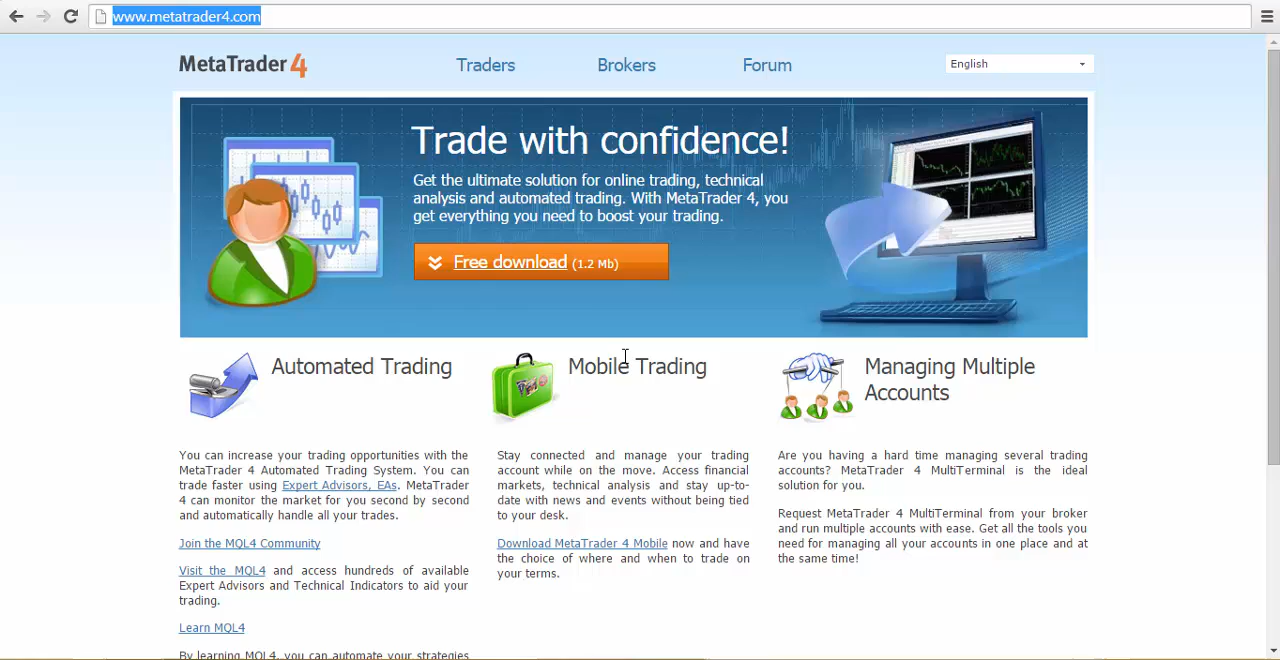 www.metatrader4.com
MetaTrader 4
Traders
Brokers
Forum
English
Trade with confidence!
Get the ultimate solution for online trading, technical
analysis and automated trading. With MetaTrader 4, you
get everything you need to boost your trading.
Free download (1.2 Mb)
Automated Trading
You can increase your trading opportunities with the
MetaTrader 4 Automated Trading System. You can
trade faster using Expert Advisors, EAs. MetaTrader
4 can monitor the market for you second by second
and automatically handle all your trades.
Join the MQL4 Community
Visit the MQL4 and access hundreds of available
Expert Advisors and Technical Indicators to aid your
trading.
Learn MQL4
By learning MQL4, you can automate your strategies
Mobile Trading
Stay connected and manage your trading
account while on the move. Access financial
markets, technical analysis and stay up-to-
date with news and events without being tied
to your desk.
Download MetaTrader 4 Mobile now and have
the choice of where and when to trade on
your terms.
Managing Multiple
Accounts
Are you having a hard time managing several trading
accounts? MetaTrader 4 MultiTerminal is the ideal
solution for you.
Request MetaTrader 4 MultiTerminal from your broker
and run multiple accounts with ease. Get all the tools you
need for managing all your accounts in one place and at
the same time!